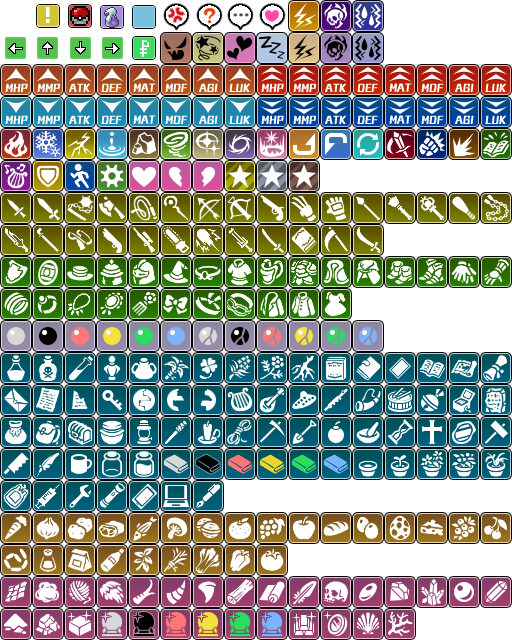 !
?
MHP MMP ATK DEF MAT MDF AGI LUK MHP MMP ATK DEF MAT MDF AGI LUK
MHP MMP ATK DEF MAT MDF AGI LUK MHP MMP ATK DEF MAT MDF AGI LUK